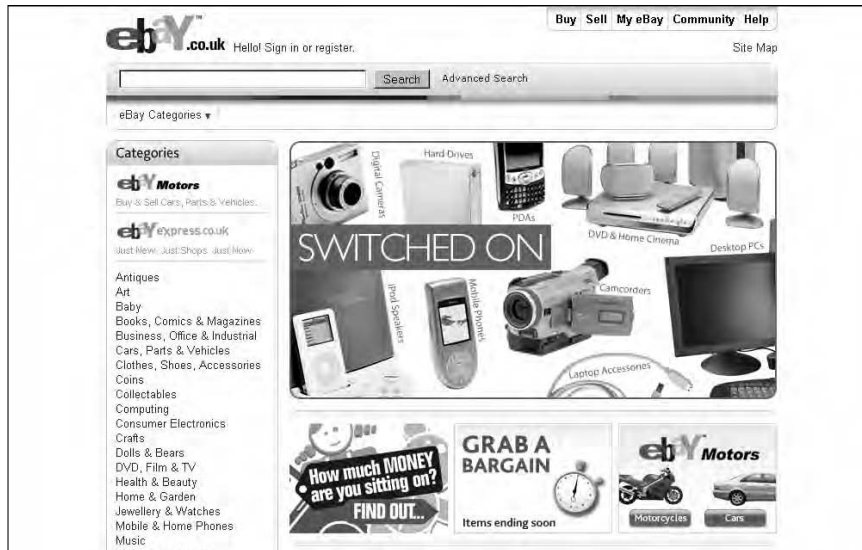 Buy Sell My eBay Community Help
ebaY.co.uk Hello! Sign in or register.
Site Map
Search Advanced Search
eBay Categories
Categories
ebaY Motors
Buy & Sell Cars, Parts & Vehicles.
ebaY express.co.uk
Just New. Just Shops. Just Now.
Antiques
Art
Baby
Books, Comics & Magazines
Business, Office & Industrial
Cars, Parts & Vehicles
Clothes, Shoes, Accessories
Coins
Collectables
Computing
Consumer Electronics
Crafts
Dolls & Bears
DVD, Film & TV
Health & Beauty
Home & Garden
Jewellery & Watches
Mobile & Home Phones
Music
Digital Cameras
Hard Drives
PDAs
DVD & Home Cinema
Desktop PCs
SWITCHED ON
iPod Speakers
Mobile Phones
Camcorders
Laptop Accessories
How much MONEY
are you sitting on?
FIND OUT...
GRAB A
BARGAIN
Items ending soon
ebaY Motors
Motorcycles
Cars